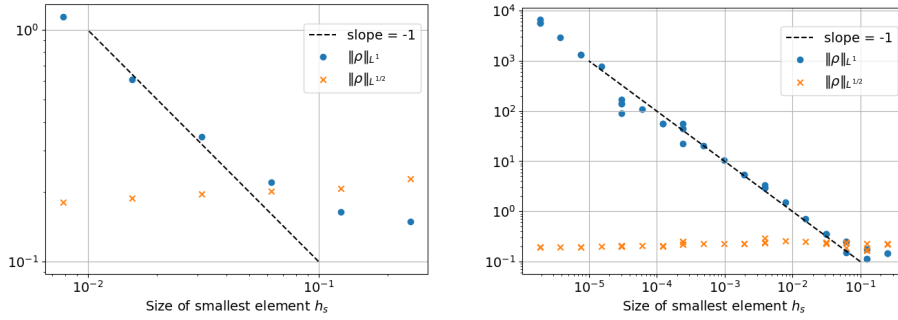 10⁰
10⁻¹
10⁻²
10⁻¹
Size of smallest element hₛ
slope = -1
‖ρ‖_{L¹}
‖ρ‖_{L^{1/2}}
10⁴
10³
10²
10¹
10⁰
10⁻¹
10⁻⁵
10⁻⁴
10⁻³
10⁻²
10⁻¹
Size of smallest element hₛ
slope = -1
‖ρ‖_{L¹}
‖ρ‖_{L^{1/2}}